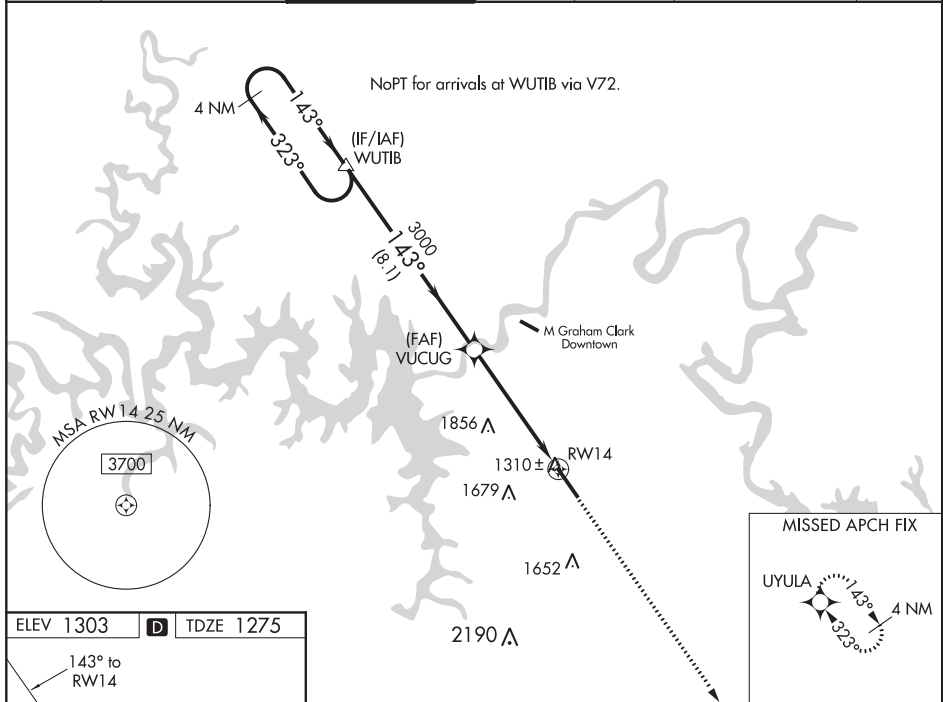 NoPT for arrivals at WUTIB via V72.
4 NM
143°
323°
(IF/IAF)
WUTIB
3000
143°
(8.1)
M Graham Clark
Downtown
(FAF)
VUCUG
MSA RW14 25 NM
3700
1856
1310 ±
RW14
1679
1652
2190
MISSED APCH FIX
UYULA
143°
4 NM
323°
ELEV 1303
D
TDZE 1275
143° to
RW14